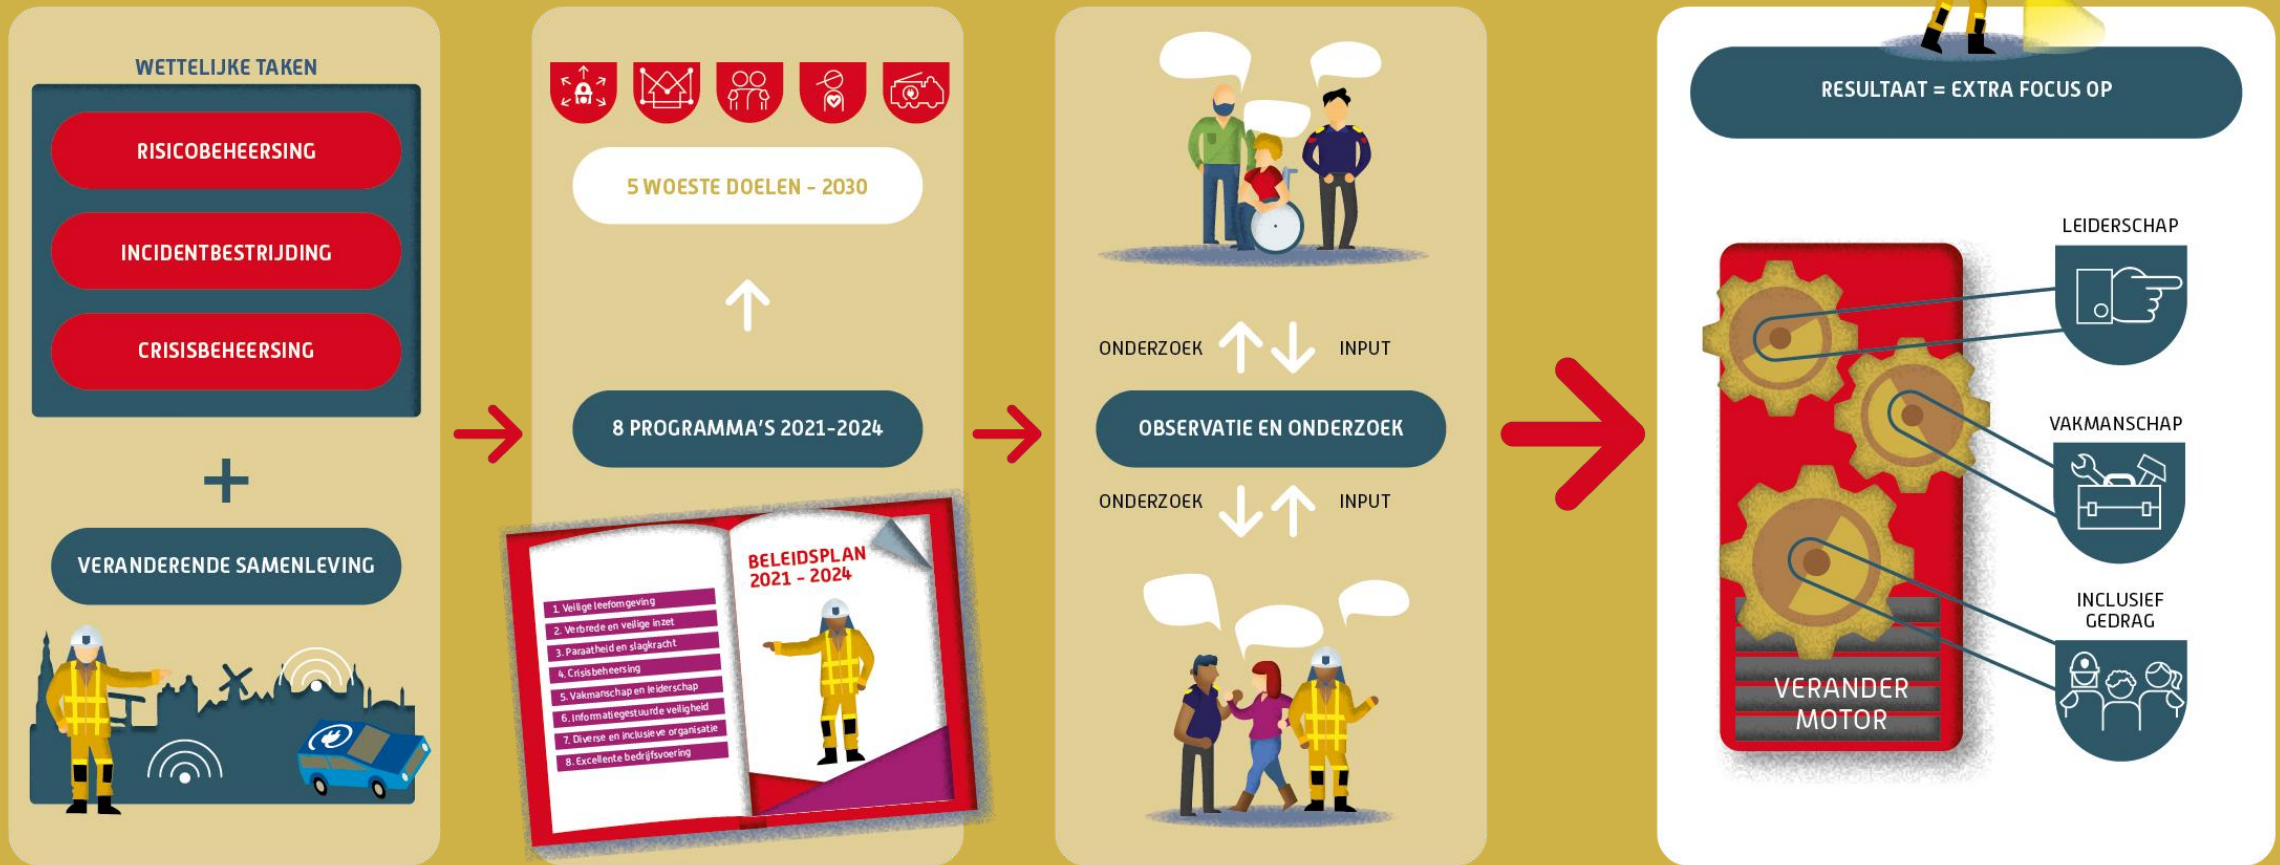 WETTELIJKE TAKEN
RISICOBEHEERSING
INCIDENTBESTRIJDING
CRISISBEHEERSING
+
VERANDERENDE SAMENLEVING
5 WOESTE DOELEN - 2030
8 PROGRAMMA'S 2021-2024
1. Veilige leefomgeving
2. Verbrede en veilige inzet
3. Paraatheid en slagkracht
4. Crisisbeheersing
5. Vakmanschap en leiderschap
6. Informatiegestuurde veiligheid
7. Diverse en inclusieve organisatie
8. Excellente bedrijfsvoering
BELEIDSPLAN
2021 - 2024
ONDERZOEK INPUT
OBSERVATIE EN ONDERZOEK
ONDERZOEK INPUT
RESULTAAT = EXTRA FOCUS OP
LEIDERSCHAP
VAKMANSCHAP
INCLUSIEF
GEDRAG
VERANDER
MOTOR